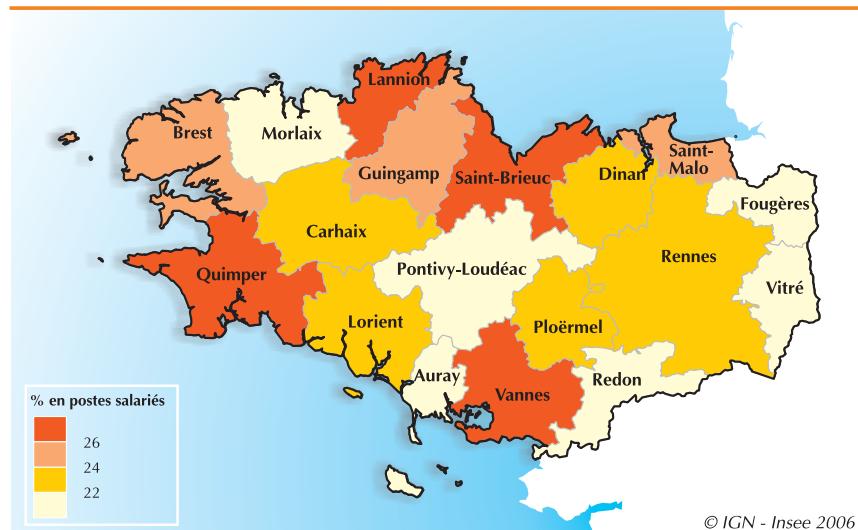 Lannion
Brest
Morlaix
Guingamp
Saint-Brieuc
Dinan
Saint-
Malo
Fougères
Carhaix
Rennes
Quimper
Pontivy-Loudéac
Vitré
Lorient
Ploërmel
Auray
Vannes
Redon
% en postes salariés
26
24
22
© IGN - Insee 2006